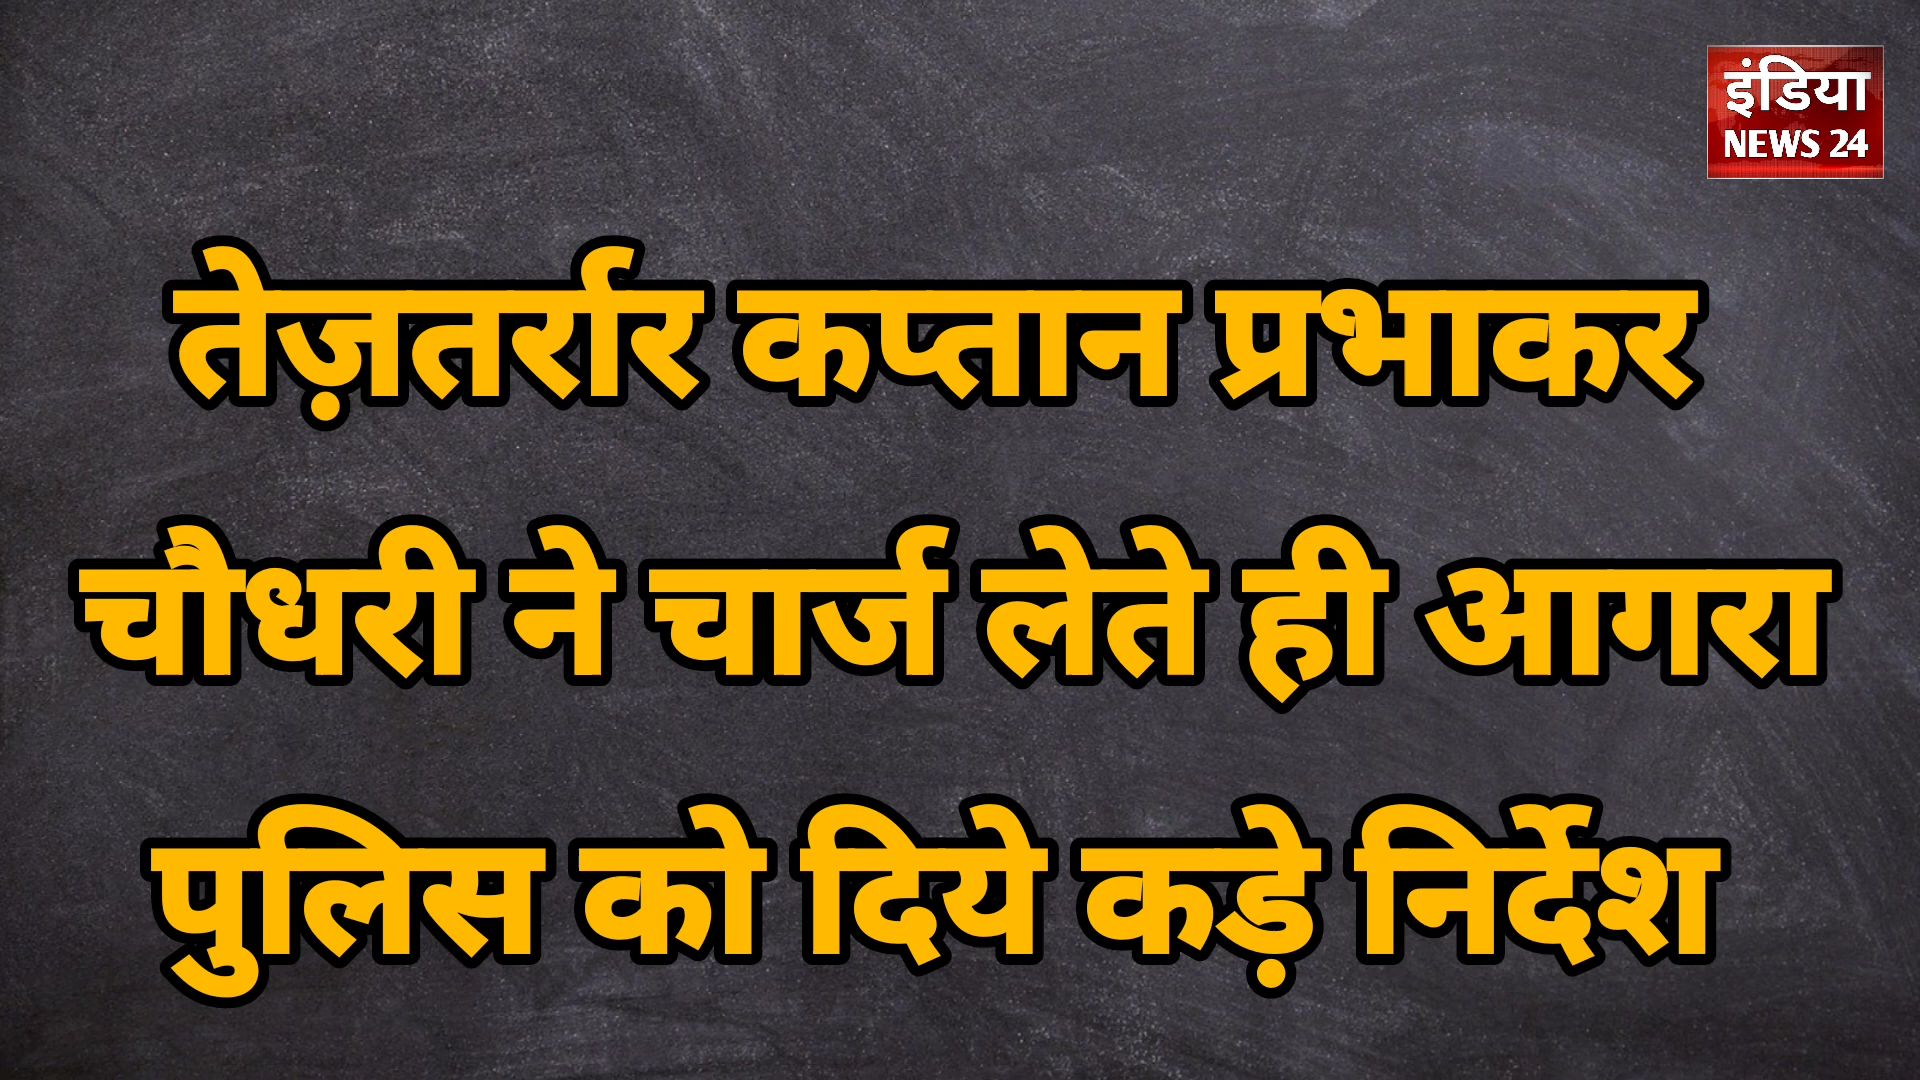 इंडिया
NEWS 24
तेज़तर्रार कप्तान प्रभाकर
चौधरी ने चार्ज लेते ही आगरा
पुलिस को दिये कड़े निर्देश